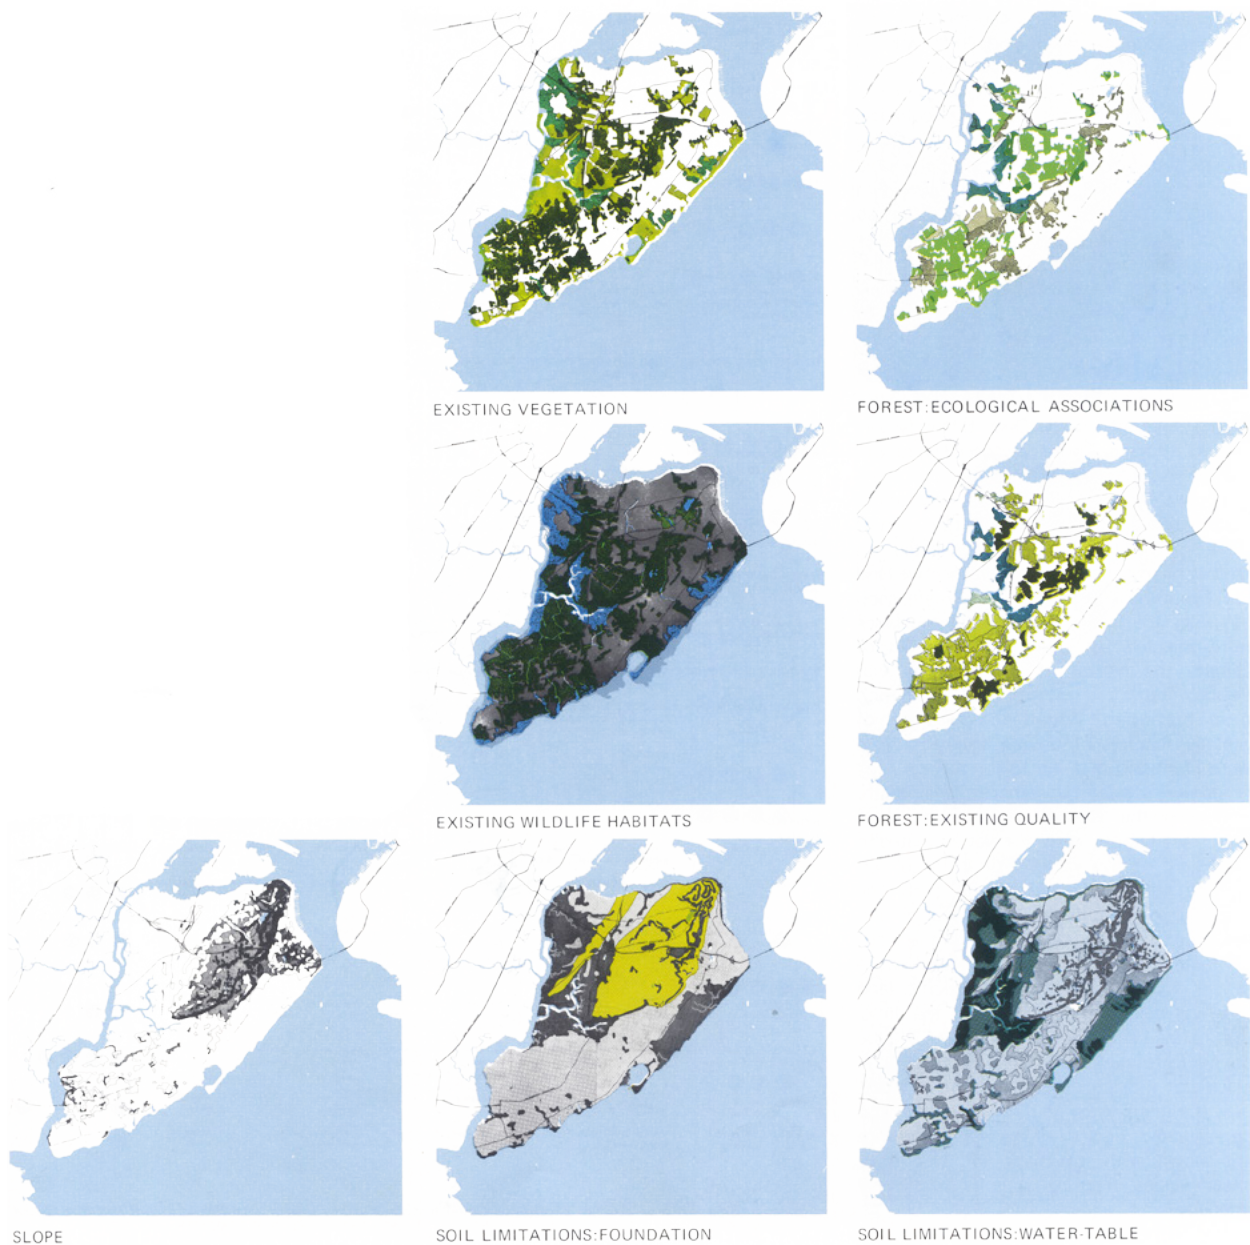 EXISTING VEGETATION
FOREST:ECOLOGICAL ASSOCIATIONS
EXISTING WILDLIFE HABITATS
FOREST:EXISTING QUALITY
SLOPE
SOIL LIMITATIONS:FOUNDATION
SOIL LIMITATIONS:WATER-TABLE